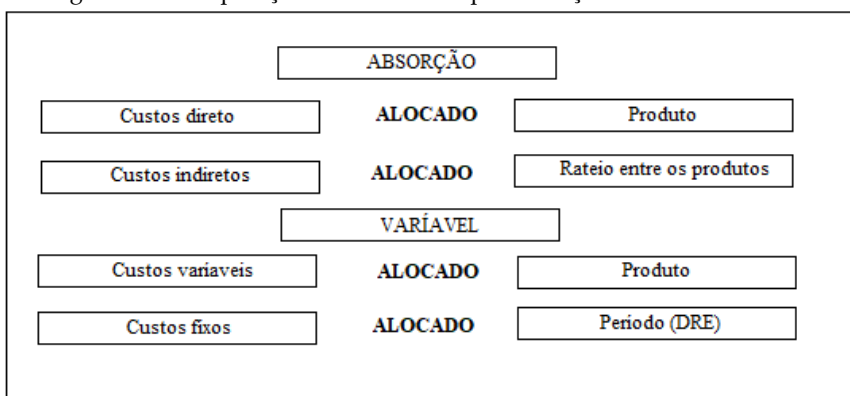 ABSORÇÃO
Custos direto ALOCADO Produto
Custos indiretos ALOCADO Rateio entre os produtos
VARÍAVEL
Custos variaveis ALOCADO Produto
Custos fixos ALOCADO Período (DRE)